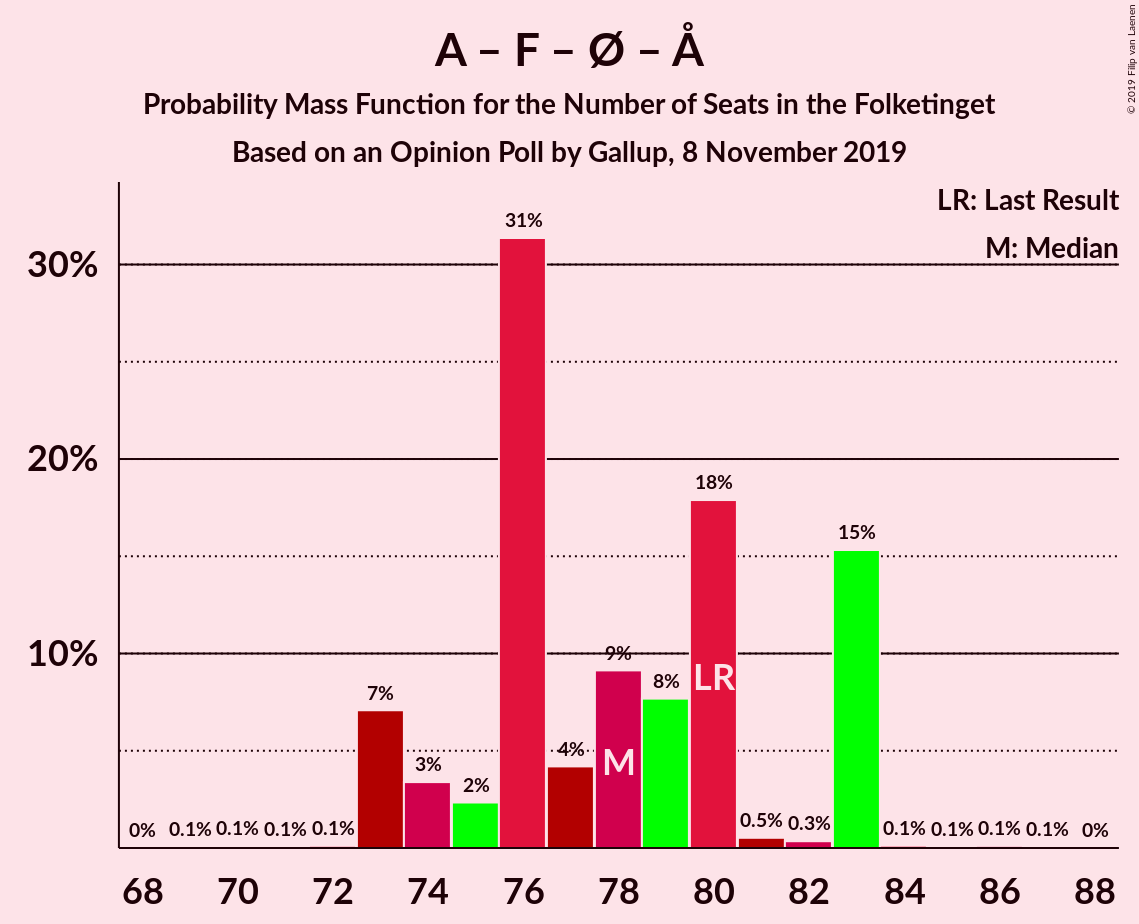 A – F – Ø – Å
Probability Mass Function for the Number of Seats in the Folketinget
Based on an Opinion Poll by Gallup, 8 November 2019
© 2019 Filip van Laenen
LR: Last Result
M: Median
30%
20%
10%
0%
0.1%
0.1%
0.1%
0.1%
7%
3%
2%
31%
4%
9%
8%
18%
0.5%
0.3%
15%
0.1%
0.1%
0.1%
0.1%
0%
M
LR
68 70 72 74 76 78 80 82 84 86 88